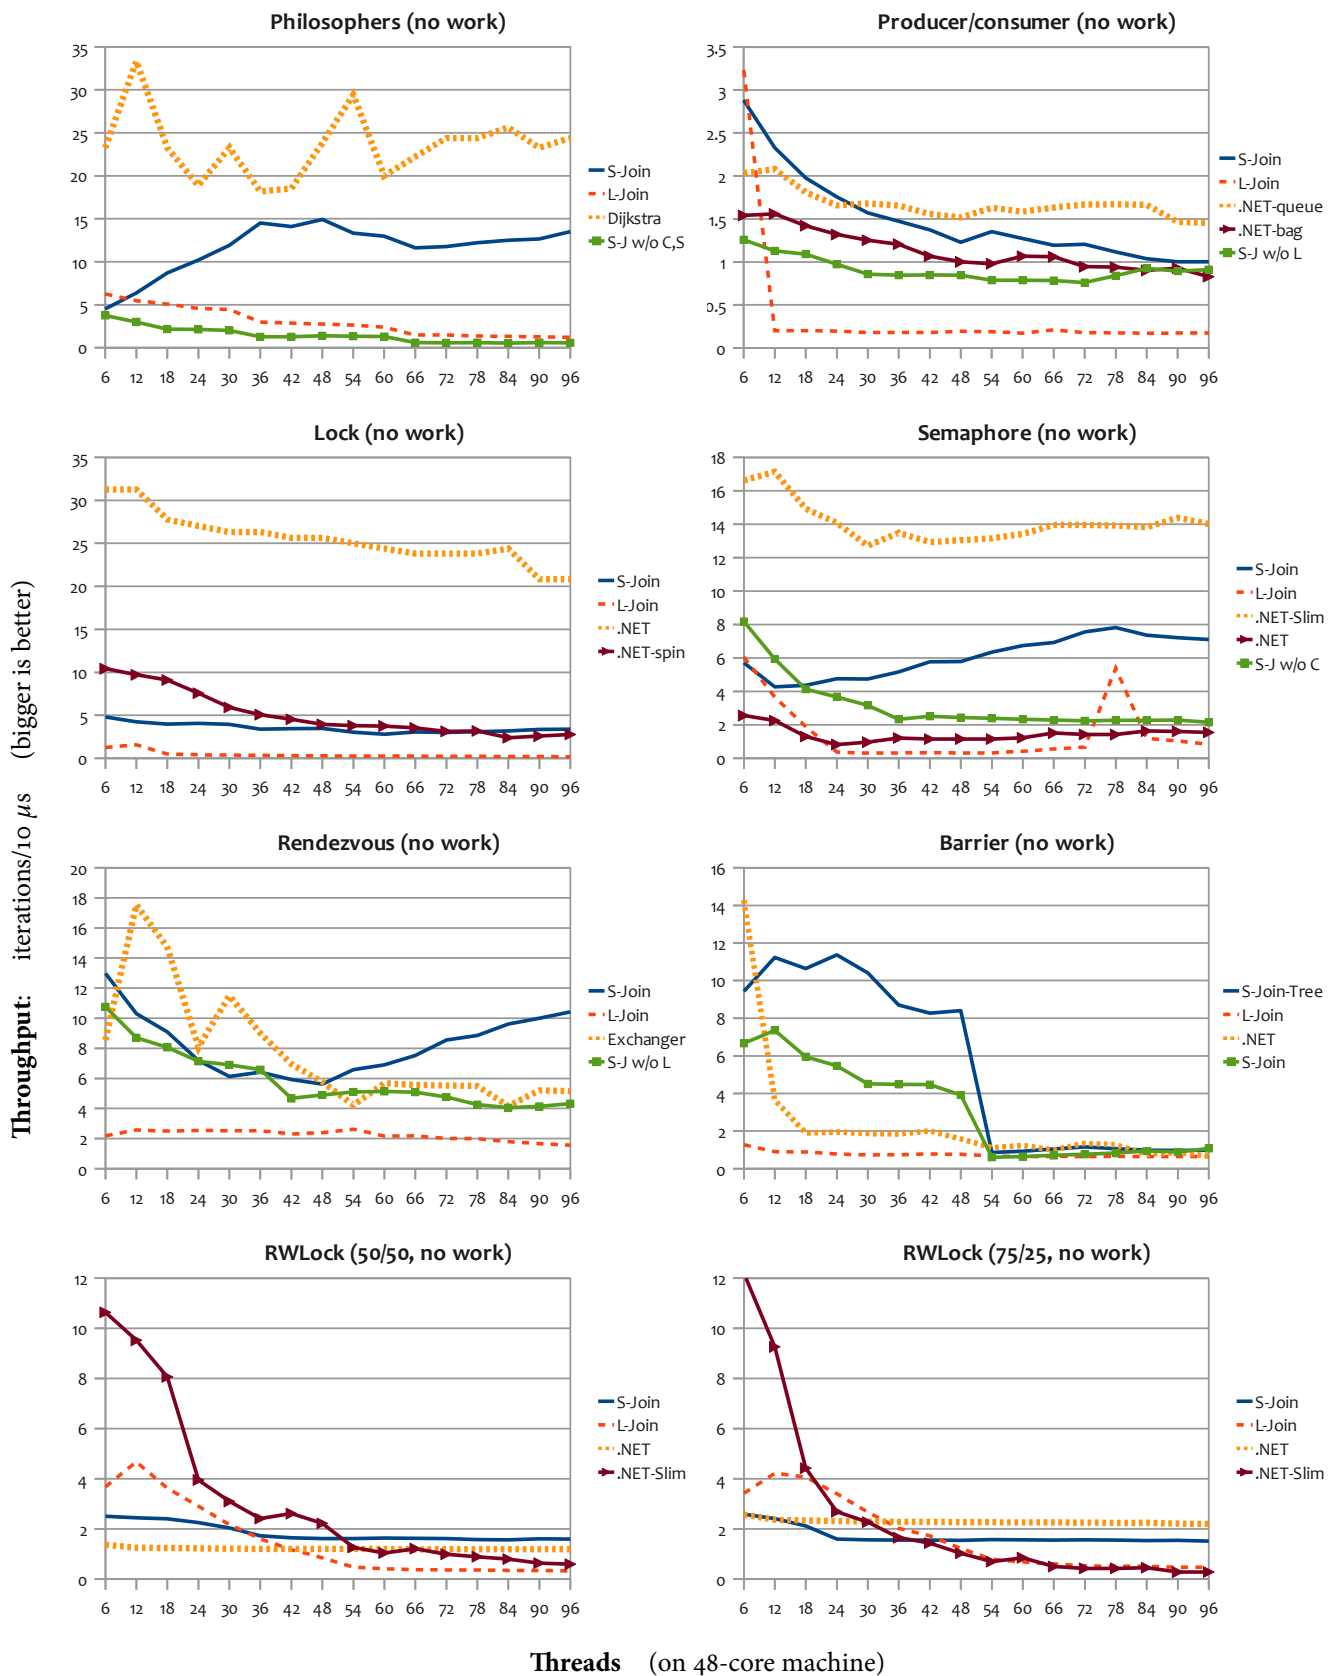 Philosophers (no work)
35
30
25
20
15
10
5
0
6 12 18 24 30 36 42 48 54 60 66 72 78 84 90 96
S-Join
L-Join
Dijkstra
S-J w/o C,S
Producer/consumer (no work)
3.5
3
2.5
2
1.5
1
0.5
0
6 12 18 24 30 36 42 48 54 60 66 72 78 84 90 96
S-Join
L-Join
.NET-queue
.NET-bag
S-J w/o L
Lock (no work)
35
30
25
20
15
10
5
0
6 12 18 24 30 36 42 48 54 60 66 72 78 84 90 96
S-Join
L-Join
.NET
.NET-spin
Semaphore (no work)
18
16
14
12
10
8
6
4
2
0
6 12 18 24 30 36 42 48 54 60 66 72 78 84 90 96
S-Join
L-Join
.NET-Slim
.NET
S-J w/o C
Throughput: iterations/10 μs (bigger is better)
Rendezvous (no work)
20
18
16
14
12
10
8
6
4
2
0
6 12 18 24 30 36 42 48 54 60 66 72 78 84 90 96
S-Join
L-Join
Exchanger
S-J w/o L
Barrier (no work)
16
14
12
10
8
6
4
2
0
6 12 18 24 30 36 42 48 54 60 66 72 78 84 90 96
S-Join-Tree
L-Join
.NET
S-Join
RWLock (50/50, no work)
12
10
8
6
4
2
0
6 12 18 24 30 36 42 48 54 60 66 72 78 84 90 96
S-Join
L-Join
.NET
.NET-Slim
RWLock (75/25, no work)
12
10
8
6
4
2
0
6 12 18 24 30 36 42 48 54 60 66 72 78 84 90 96
S-Join
L-Join
.NET
.NET-Slim
Threads (on 48-core machine)